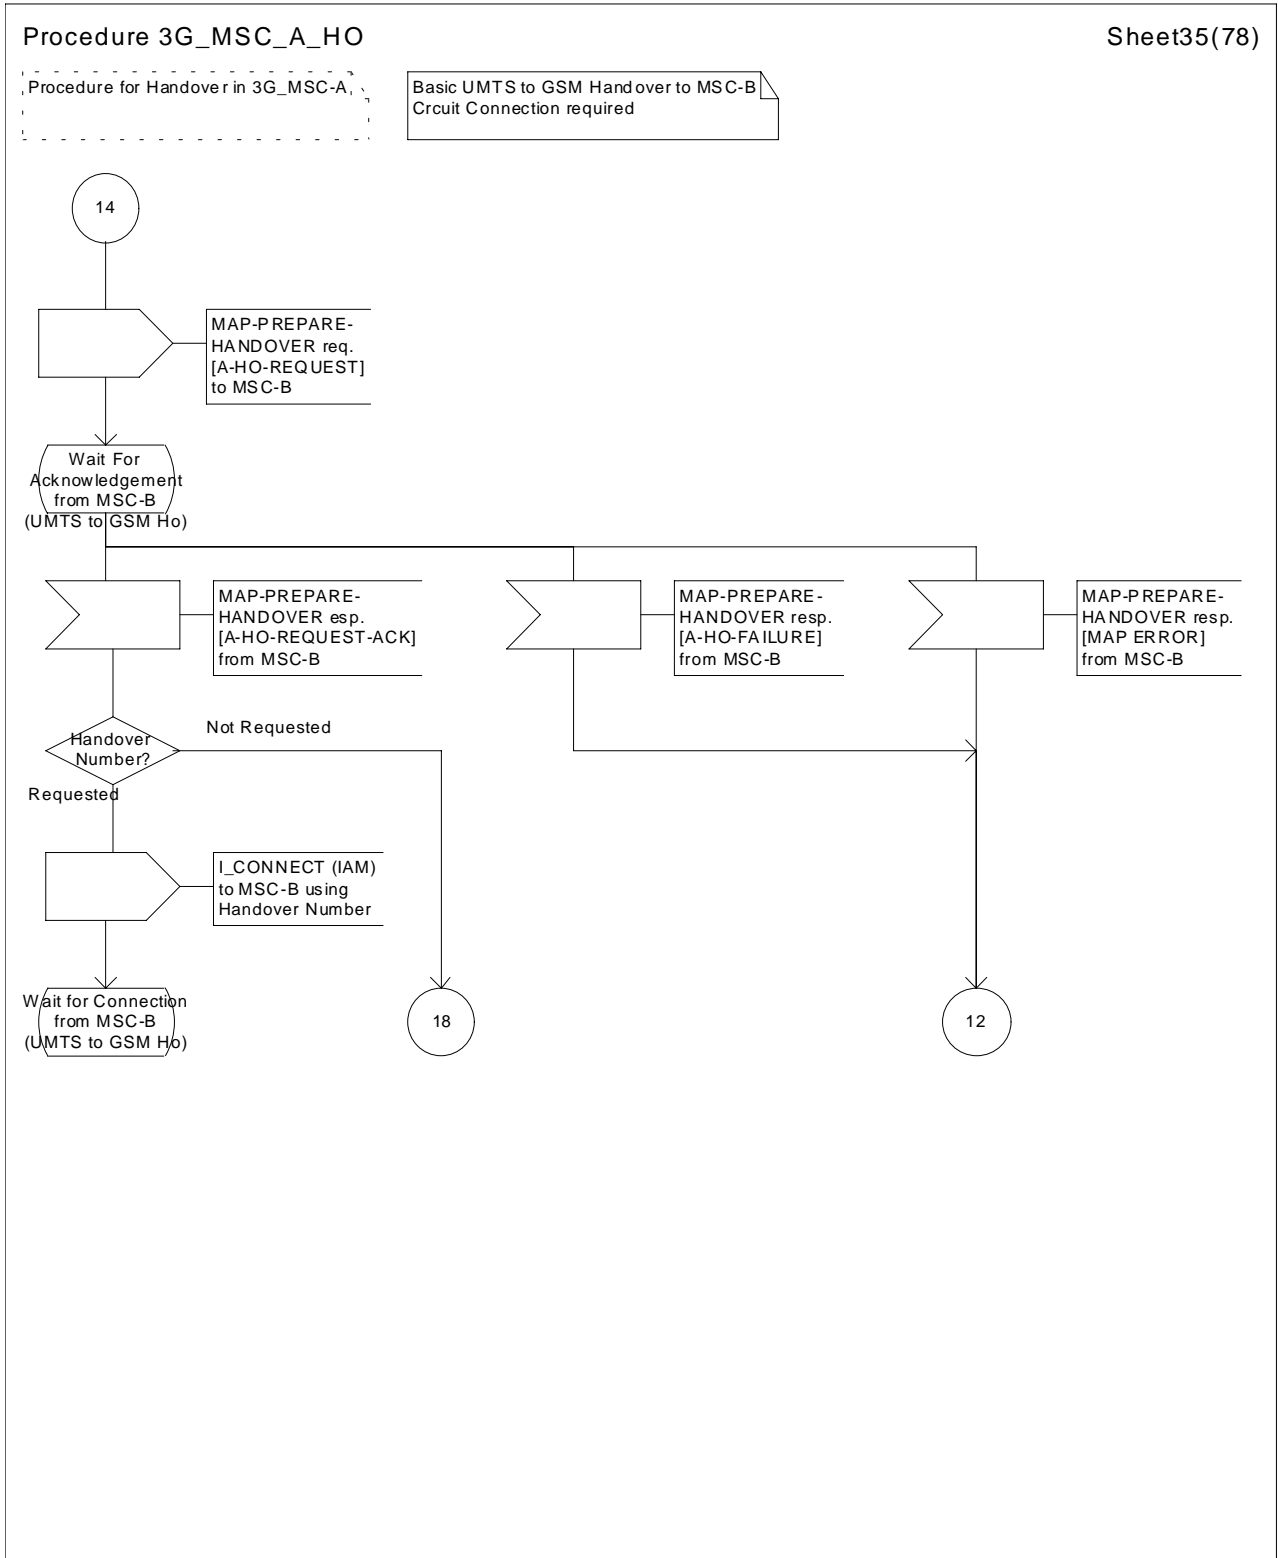 Procedure 3G_MSC_A_HO
Sheet35(78)
Procedure for Handover in 3G_MSC-A
Basic UMTS to GSM Handover to MSC-B
Crcuit Connection required
14
MAP-PREPARE-
HANDOVER req.
[A-HO-REQUEST]
to MSC-B
Wait For
Acknowledgement
from MSC-B
(UMTS to GSM Ho)
MAP-PREPARE-
HANDOVER esp.
[A-HO-REQUEST-ACK]
from MSC-B
MAP-PREPARE-
HANDOVER resp.
[A-HO-FAILURE]
from MSC-B
MAP-PREPARE-
HANDOVER resp.
[MAP ERROR]
from MSC-B
Handover
Number?
Not Requested
Requested
I_CONNECT (IAM)
to MSC-B using
Handover Number
Wait for Connection
from MSC-B
(UMTS to GSM Ho)
18
12